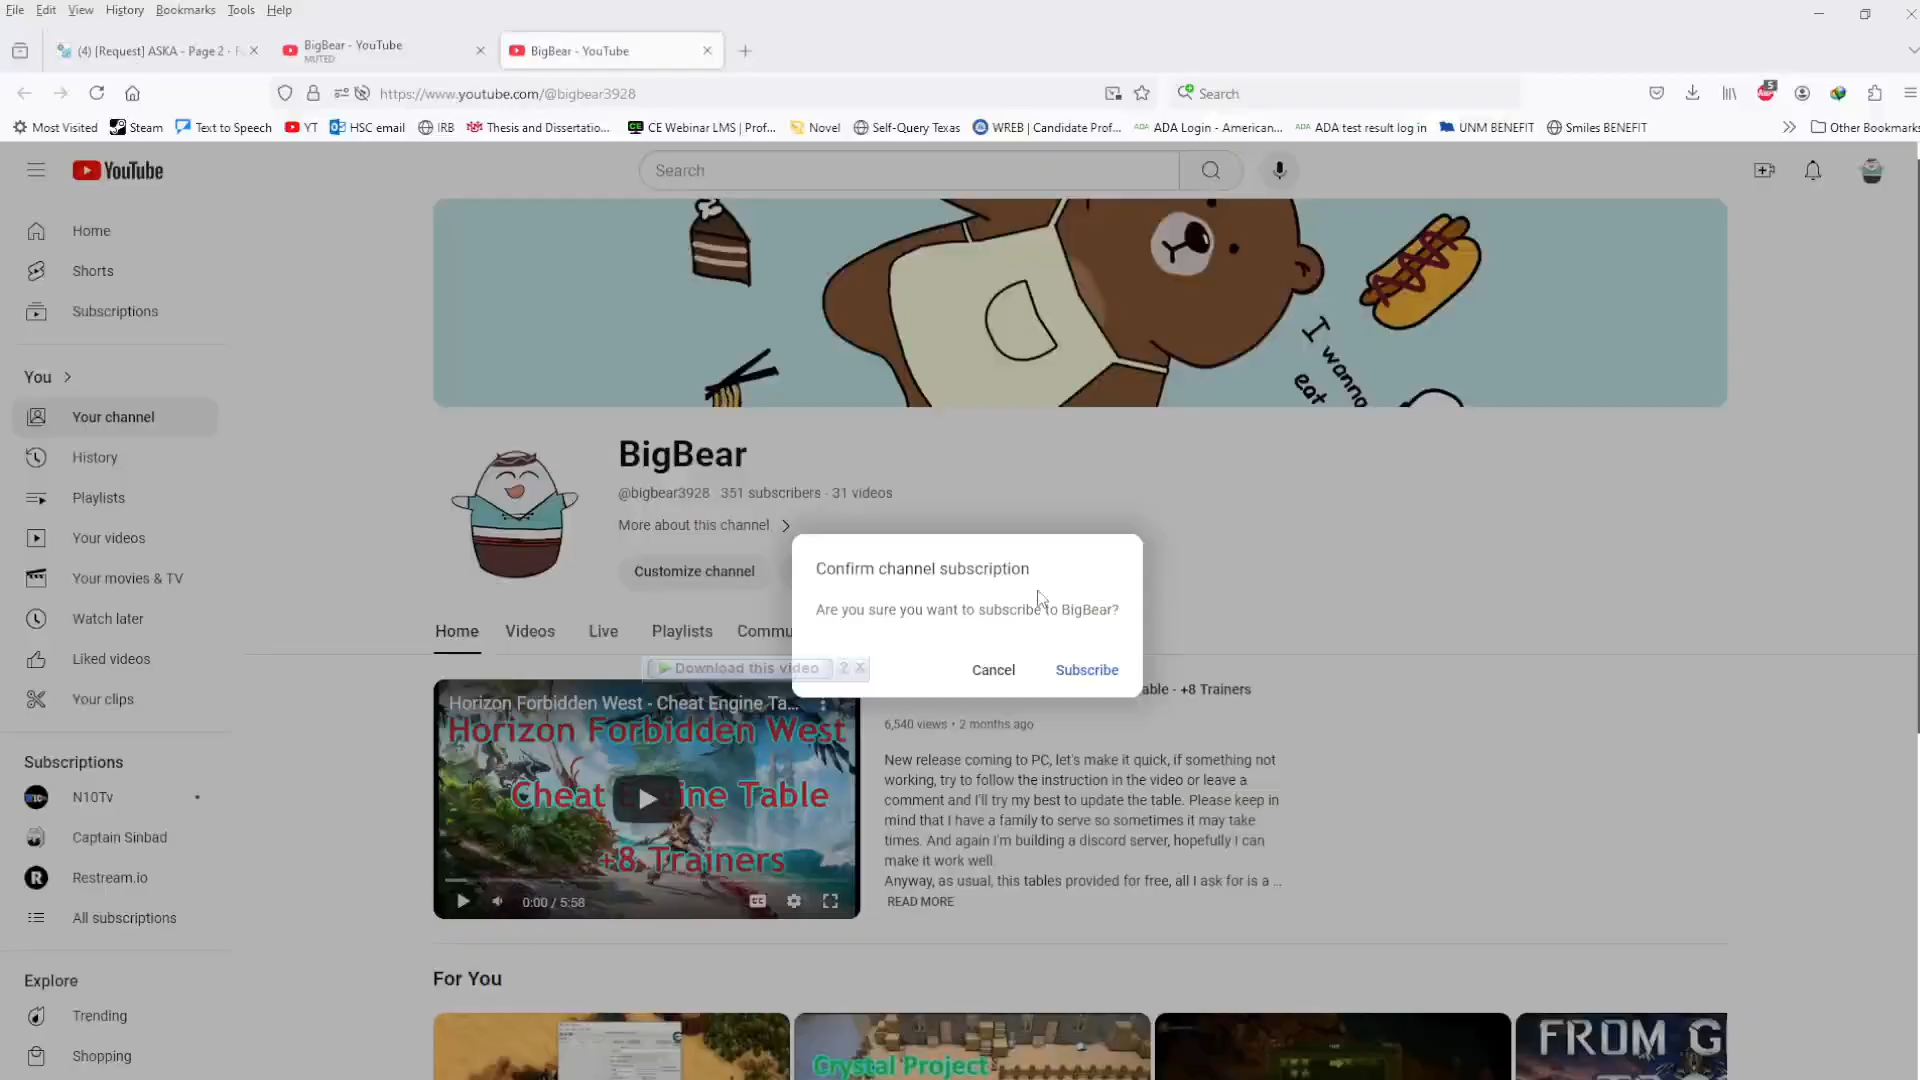 File Edit View History Bookmarks Tools Help
(4) [Request] ASKA - Page 2 -
BigBear - YouTube
MUTED
BigBear - YouTube
https://www.youtube.com/@bigbear3928
Search
5
Most Visited Steam Text to Speech YT HSC email IRB Thesis and Dissertatio... CE Webinar LMS | Prof... Novel Self-Query Texas WREB | Candidate Prof... ADA Login - American... ADA test result log in UNM BENEFIT Smiles BENEFIT Other Bookmarks
YouTube
Search
Home
Shorts
Subscriptions
You
Your channel
History
Playlists
Your videos
Your movies & TV
Watch later
Liked videos
Your clips
Subscriptions
N10Tv
Captain Sinbad
Restream.io
All subscriptions
Explore
Trending
Shopping
I wanna
eat
BigBear
@bigbear3928 351 subscribers · 31 videos
More about this channel
Customize channel
Confirm channel subscription
Are you sure you want to subscribe to BigBear?
Cancel Subscribe
Home Videos Live Playlists Commu
Download this video ? X
Horizon Forbidden West - Cheat Engine Ta...
Horizon Forbidden West
Cheat Engine Table
+8 Trainers
0:00 / 5:58
able - +8 Trainers
6,540 views • 2 months ago
New release coming to PC, let's make it quick, if something not
working, try to follow the instruction in the video or leave a
comment and I'll try my best to update the table. Please keep in
mind that I have a family to serve so sometimes it may take
times. And again I'm building a discord server, hopefully I can
make it work well.
Anyway, as usual, this tables provided for free, all I ask for is a ...
READ MORE
For You
Crystal Project
FROM G